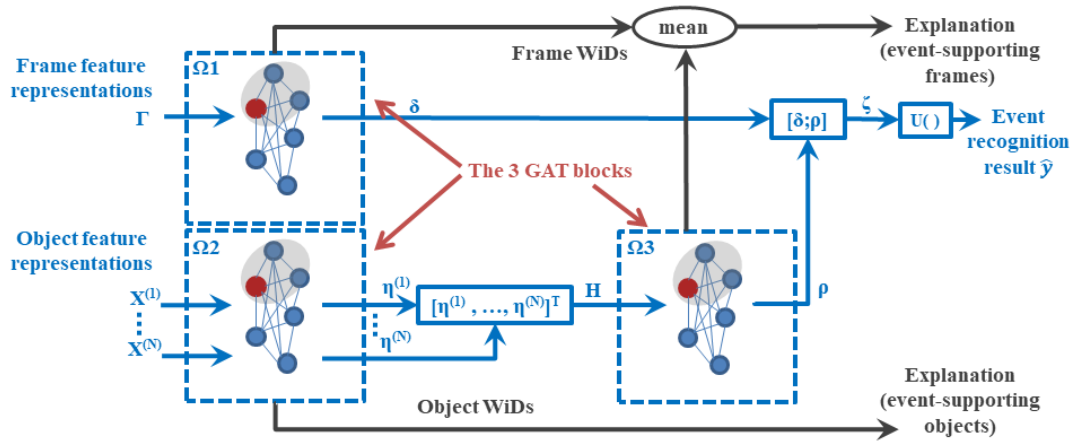 mean
Frame WiDs
Explanation
(event-supporting
frames)
Frame feature
representations
Γ
Ω1
δ
[δ;ρ]
ζ
U( )
Event
recognition
result ŷ
The 3 GAT blocks
Object feature
representations
X⁽¹⁾
X⁽ᴺ⁾
Ω2
η⁽¹⁾
η⁽ᴺ⁾
[η⁽¹⁾ , …, η⁽ᴺ⁾]ᵀ
H
Ω3
ρ
Object WiDs
Explanation
(event-supporting
objects)